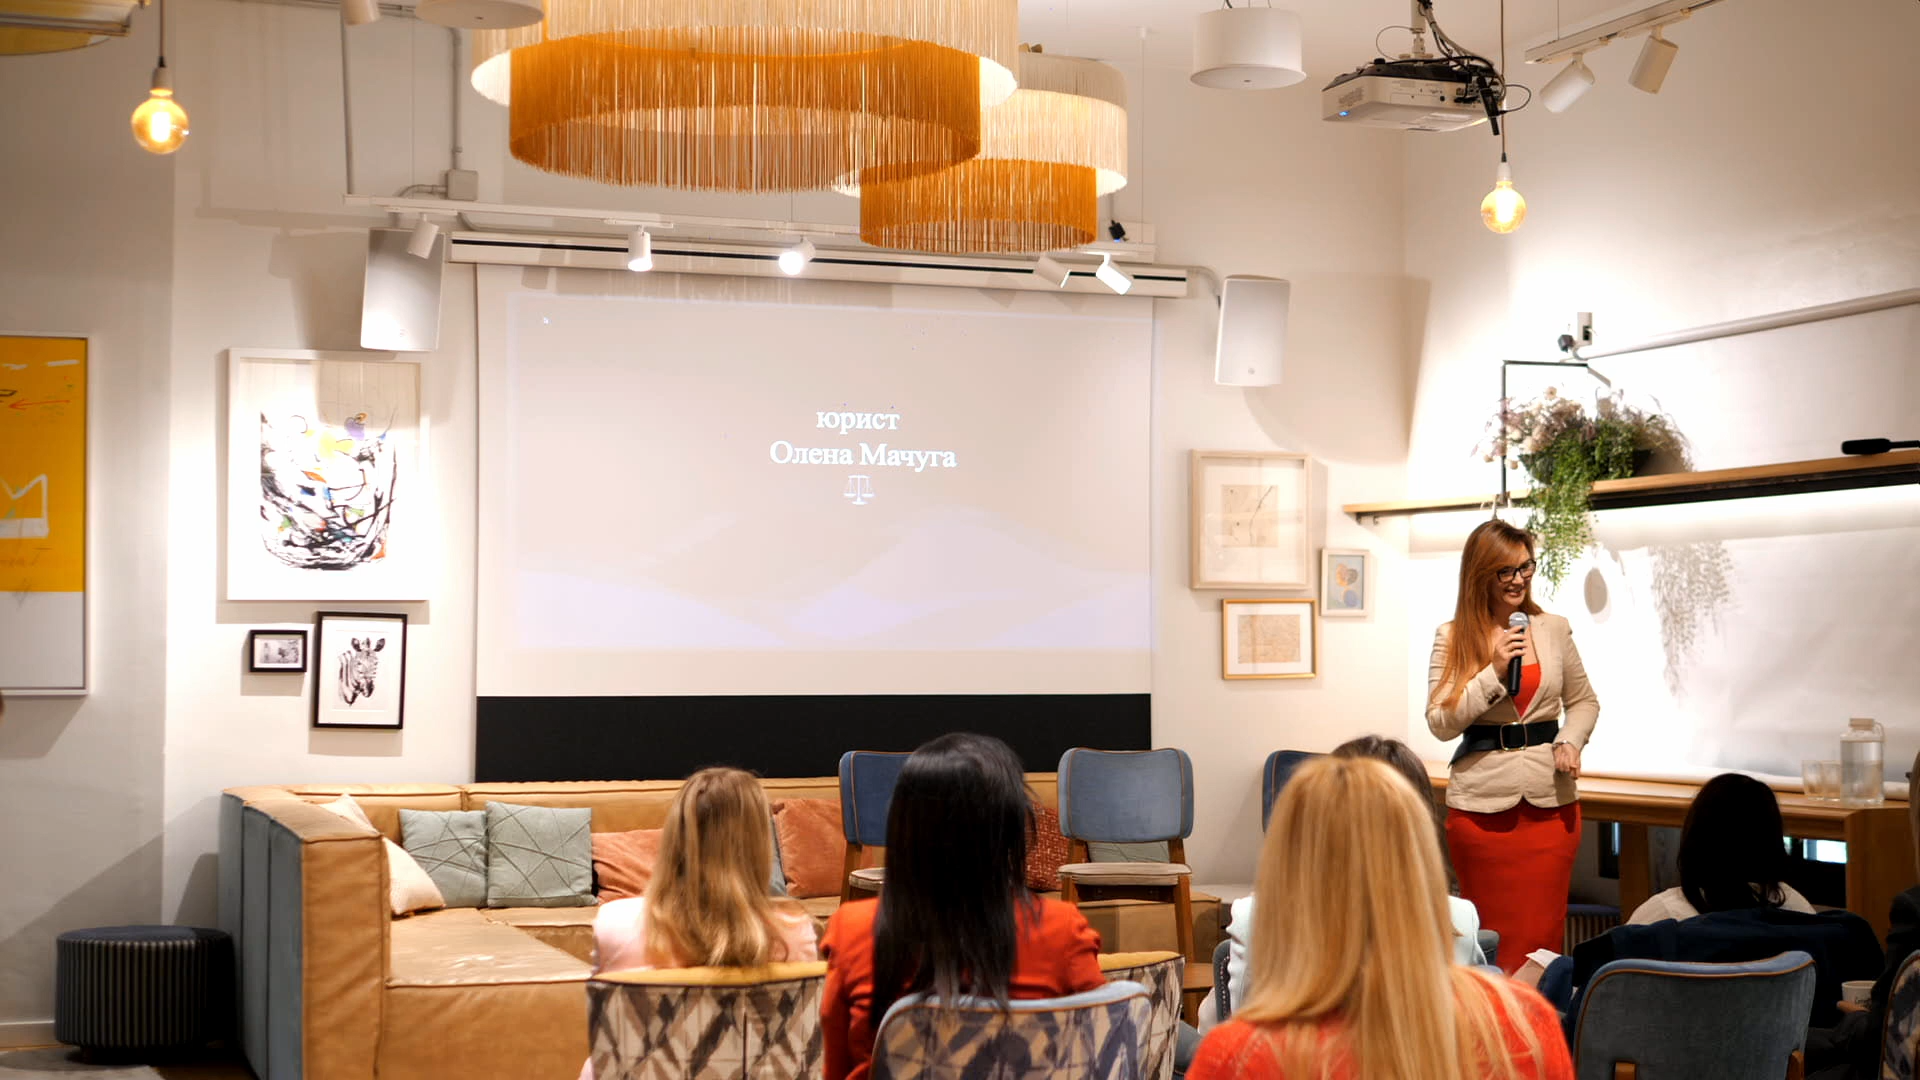 юрист
Олена Мачуга